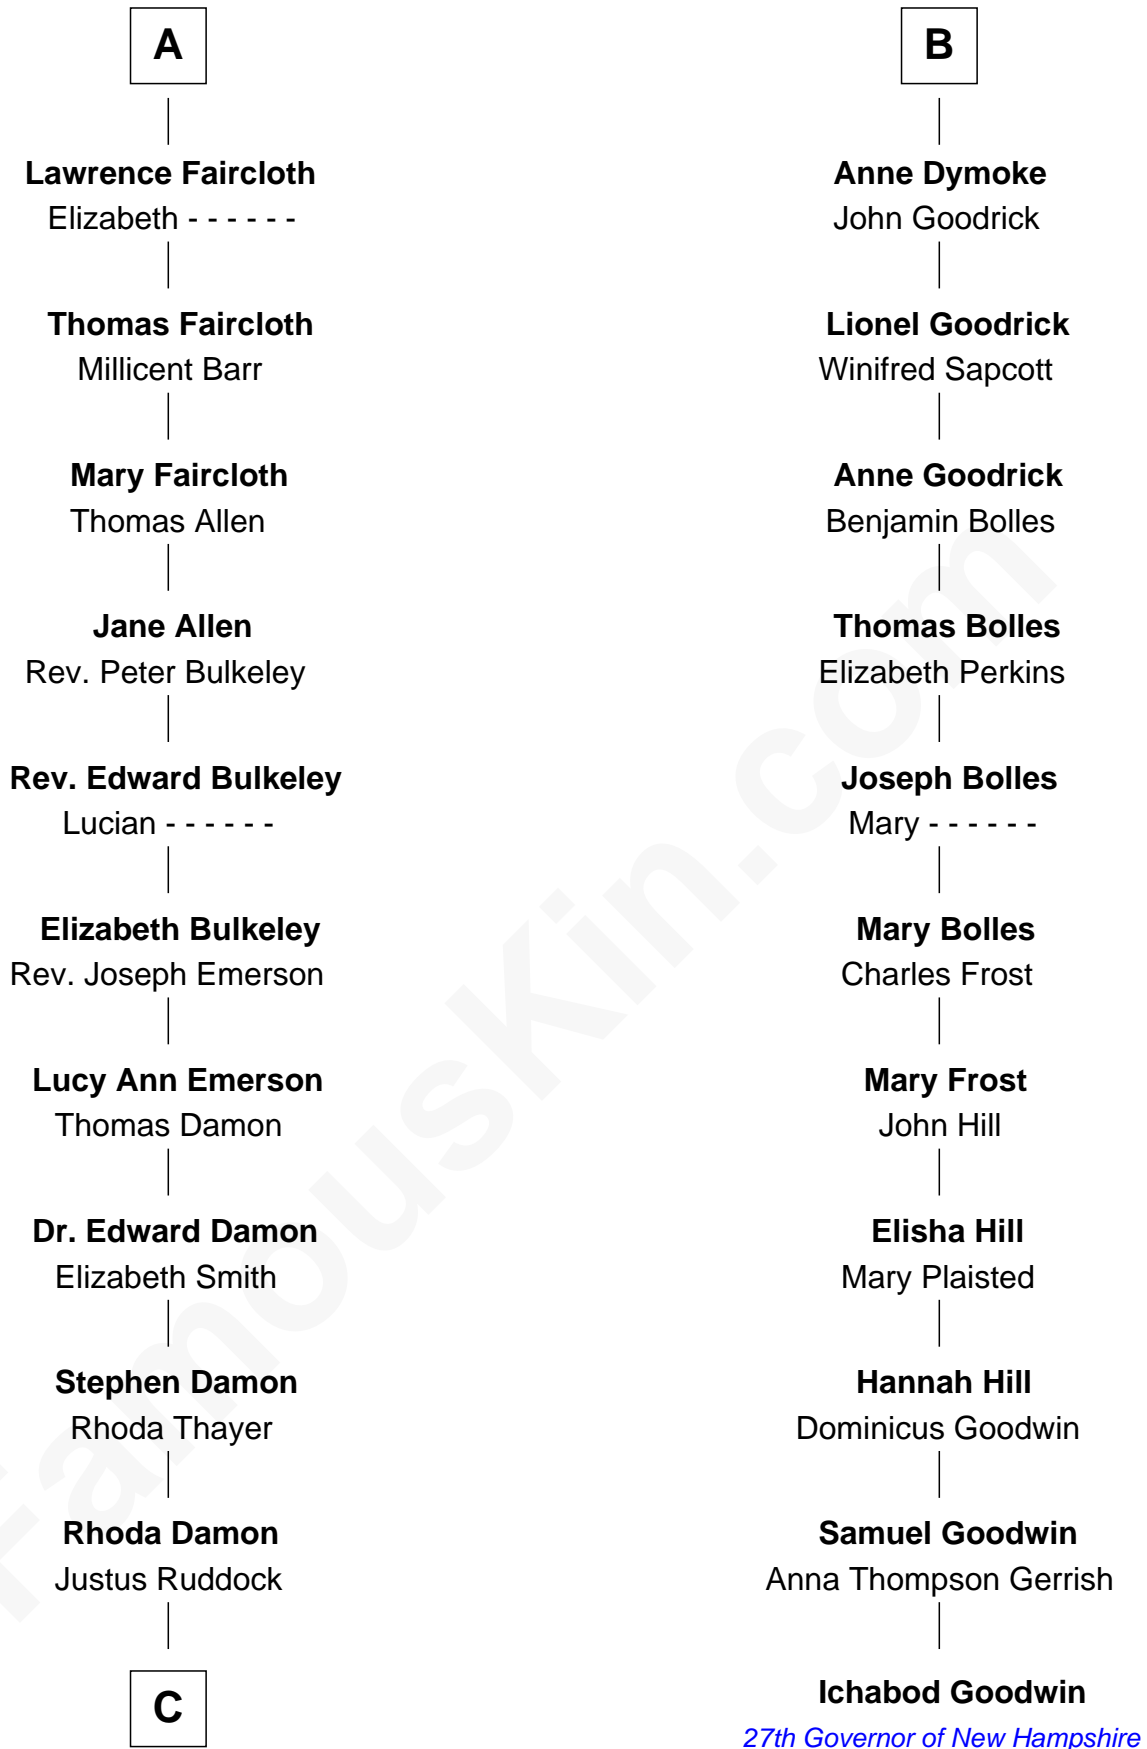 A
Lawrence Faircloth
Elizabeth - - - - - -
Thomas Faircloth
Millicent Barr
Mary Faircloth
Thomas Allen
Jane Allen
Rev. Peter Bulkeley
Rev. Edward Bulkeley
Lucian - - - - - -
Elizabeth Bulkeley
Rev. Joseph Emerson
Lucy Ann Emerson
Thomas Damon
Dr. Edward Damon
Elizabeth Smith
Stephen Damon
Rhoda Thayer
Rhoda Damon
Justus Ruddock
C
B
Anne Dymoke
John Goodrick
Lionel Goodrick
Winifred Sapcott
Anne Goodrick
Benjamin Bolles
Thomas Bolles
Elizabeth Perkins
Joseph Bolles
Mary - - - - - -
Mary Bolles
Charles Frost
Mary Frost
John Hill
Elisha Hill
Mary Plaisted
Hannah Hill
Dominicus Goodwin
Samuel Goodwin
Anna Thompson Gerrish
Ichabod Goodwin
27th Governor of New Hampshire
FamousKin.com